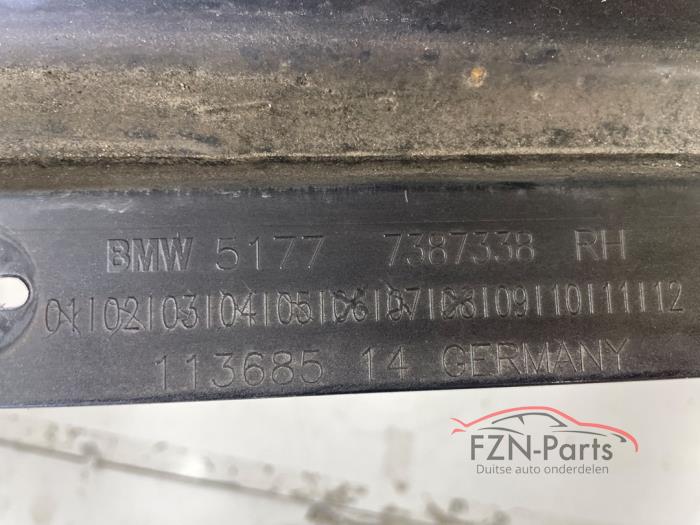 BMW 5177 7387338 RH
01|02|03|04|05|06|07|08|09|10|11|12
113685 14 GERMANY
FZN-Parts
Duitse auto onderdelen